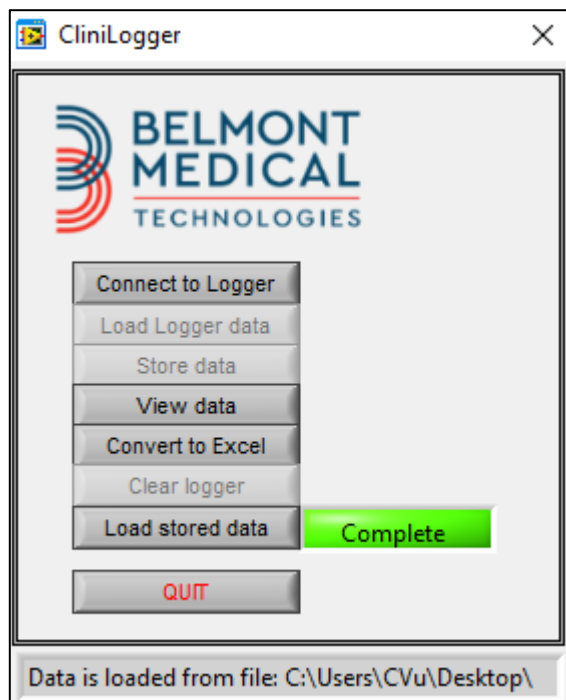 CliniLogger
BELMONT
MEDICAL
TECHNOLOGIES
Connect to Logger
Load Logger data
Store data
View data
Convert to Excel
Clear logger
Load stored data
Complete
QUIT
Data is loaded from file: C:\Users\CVu\Desktop\